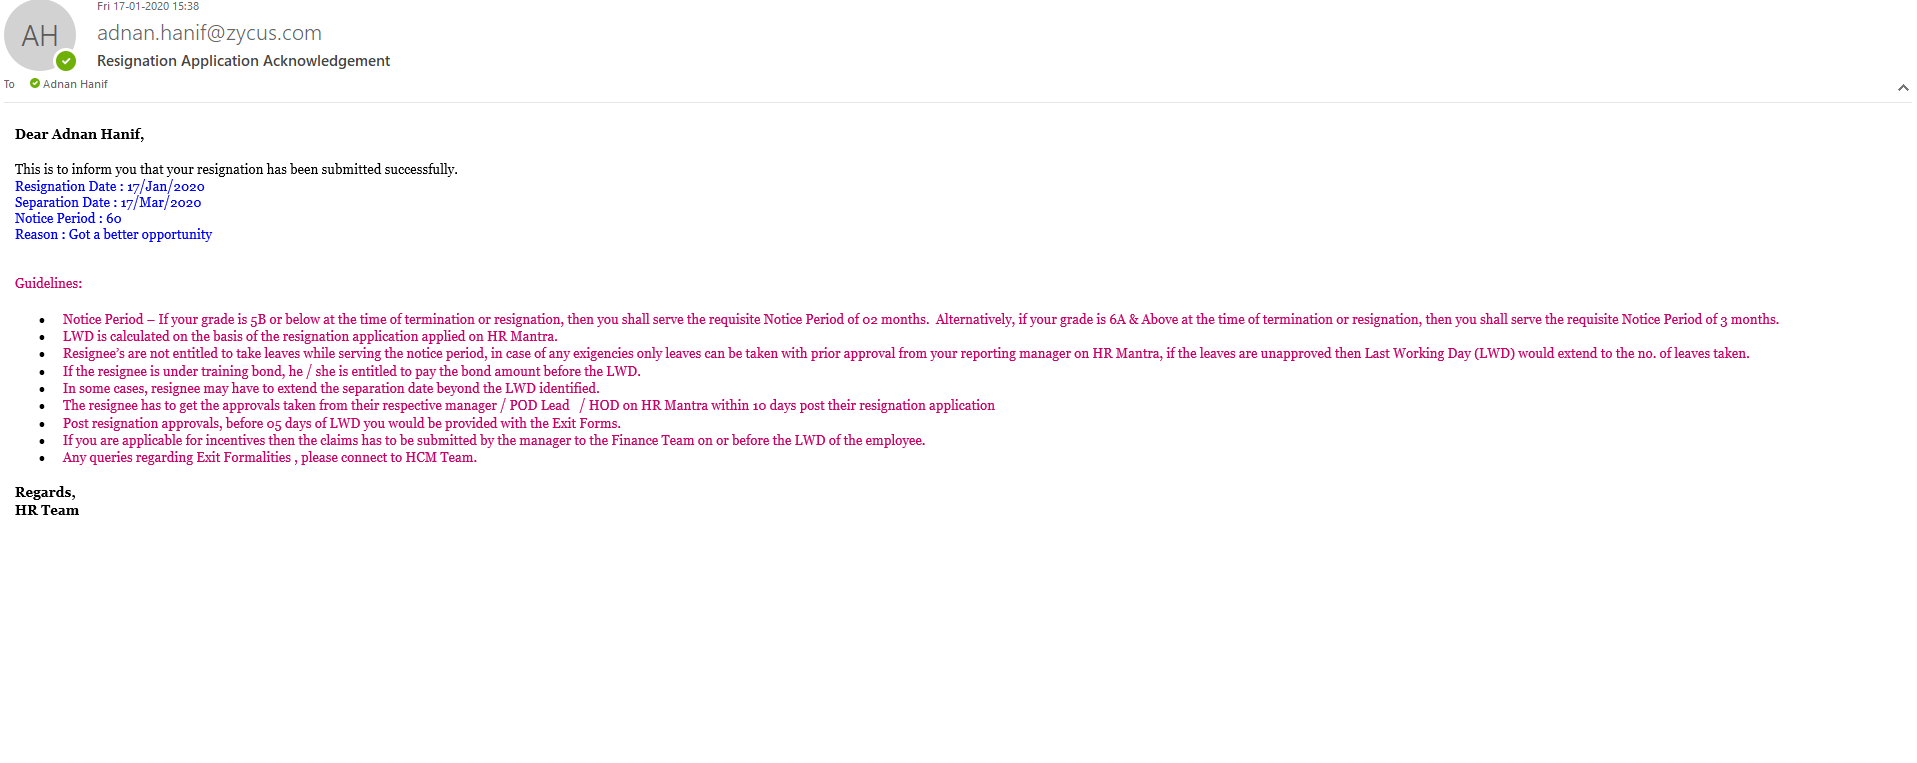 Fri 17-01-2020 15:38
AH
adnan.hanif@zycus.com
Resignation Application Acknowledgement
To Adnan Hanif
Dear Adnan Hanif,
This is to inform you that your resignation has been submitted successfully.
Resignation Date : 17/Jan/2020
Separation Date : 17/Mar/2020
Notice Period : 60
Reason : Got a better opportunity
Guidelines:
• Notice Period – If your grade is 5B or below at the time of termination or resignation, then you shall serve the requisite Notice Period of 02 months.  Alternatively, if your grade is 6A & Above at the time of termination or resignation, then you shall serve the requisite Notice Period of 3 months.
• LWD is calculated on the basis of the resignation application applied on HR Mantra.
• Resignee’s are not entitled to take leaves while serving the notice period, in case of any exigencies only leaves can be taken with prior approval from your reporting manager on HR Mantra, if the leaves are unapproved then Last Working Day (LWD) would extend to the no. of leaves taken.
• If the resignee is under training bond, he / she is entitled to pay the bond amount before the LWD.
• In some cases, resignee may have to extend the separation date beyond the LWD identified.
• The resignee has to get the approvals taken from their respective manager / POD Lead   / HOD on HR Mantra within 10 days post their resignation application
• Post resignation approvals, before 05 days of LWD you would be provided with the Exit Forms.
• If you are applicable for incentives then the claims has to be submitted by the manager to the Finance Team on or before the LWD of the employee.
• Any queries regarding Exit Formalities , please connect to HCM Team.
Regards,
HR Team